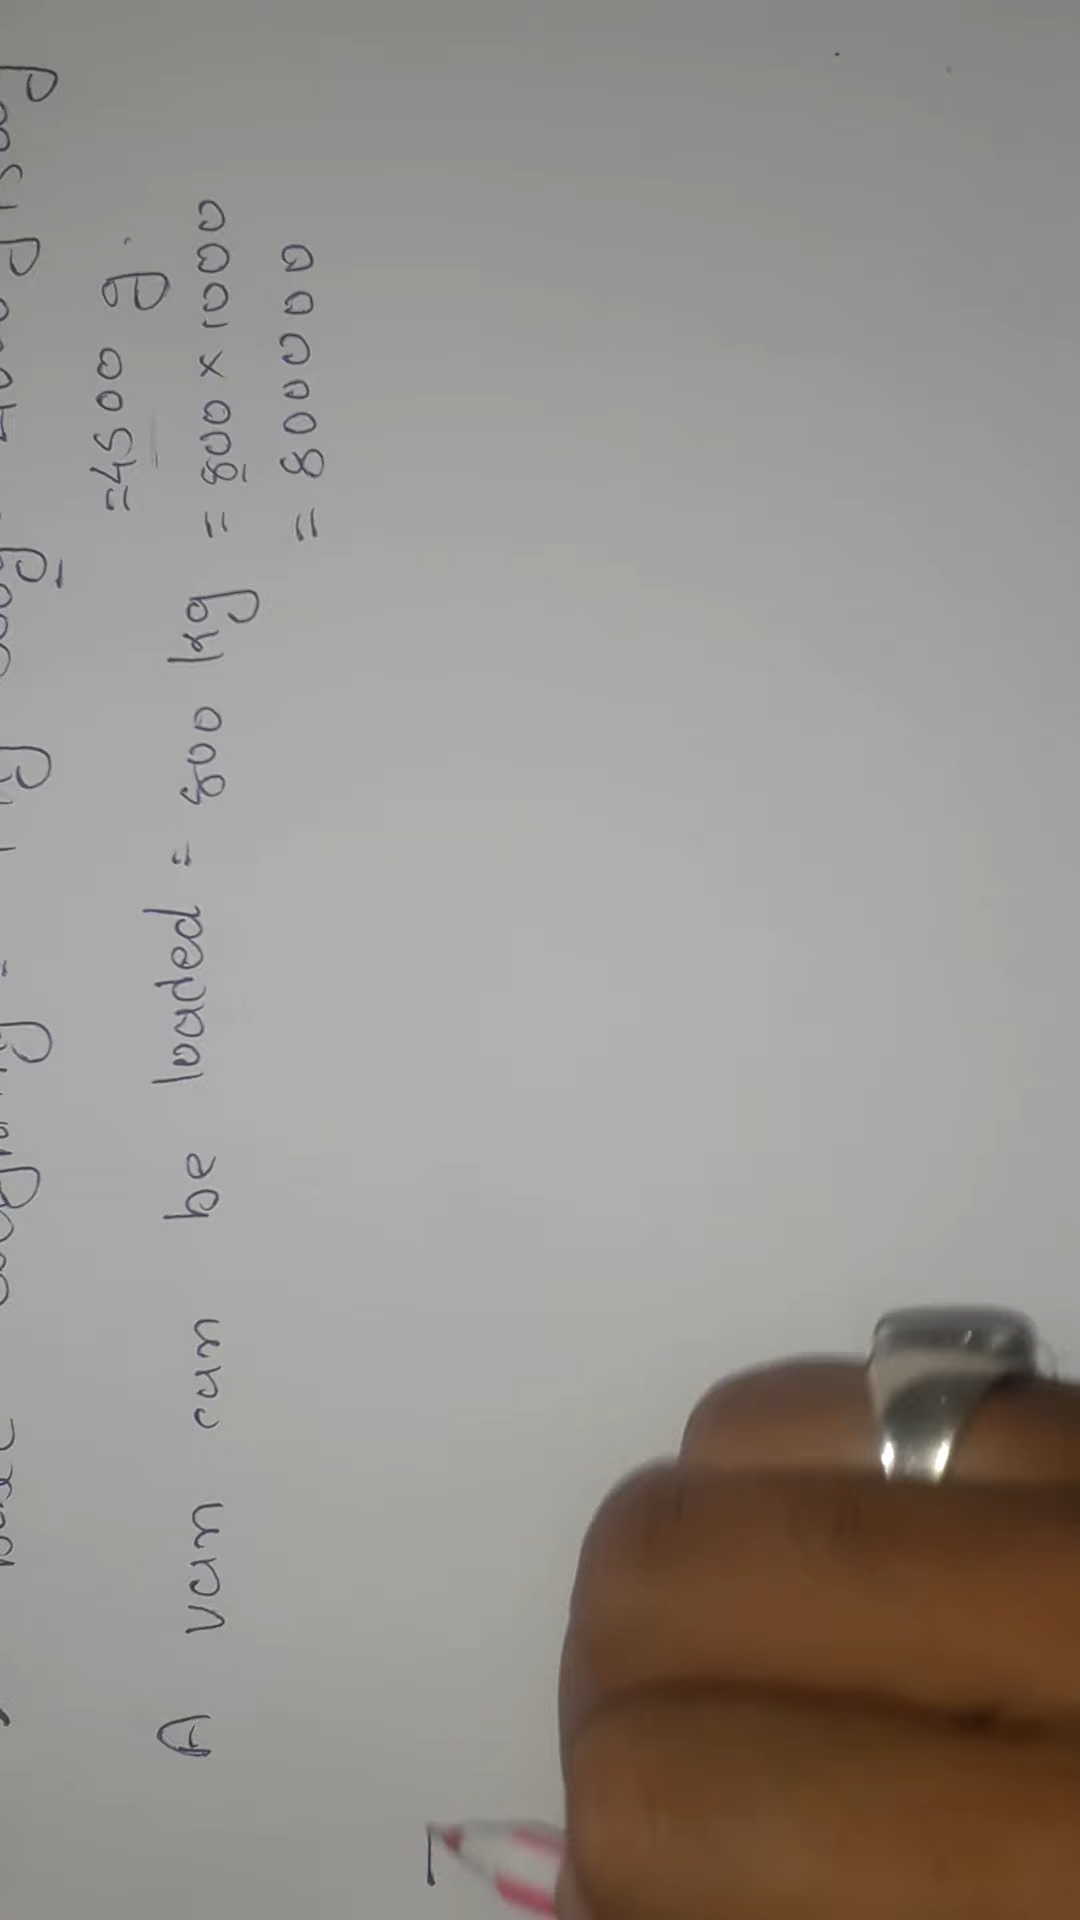 = 4500 g.
A van can be loaded = 800 kg = 800 x 1000
= 800000